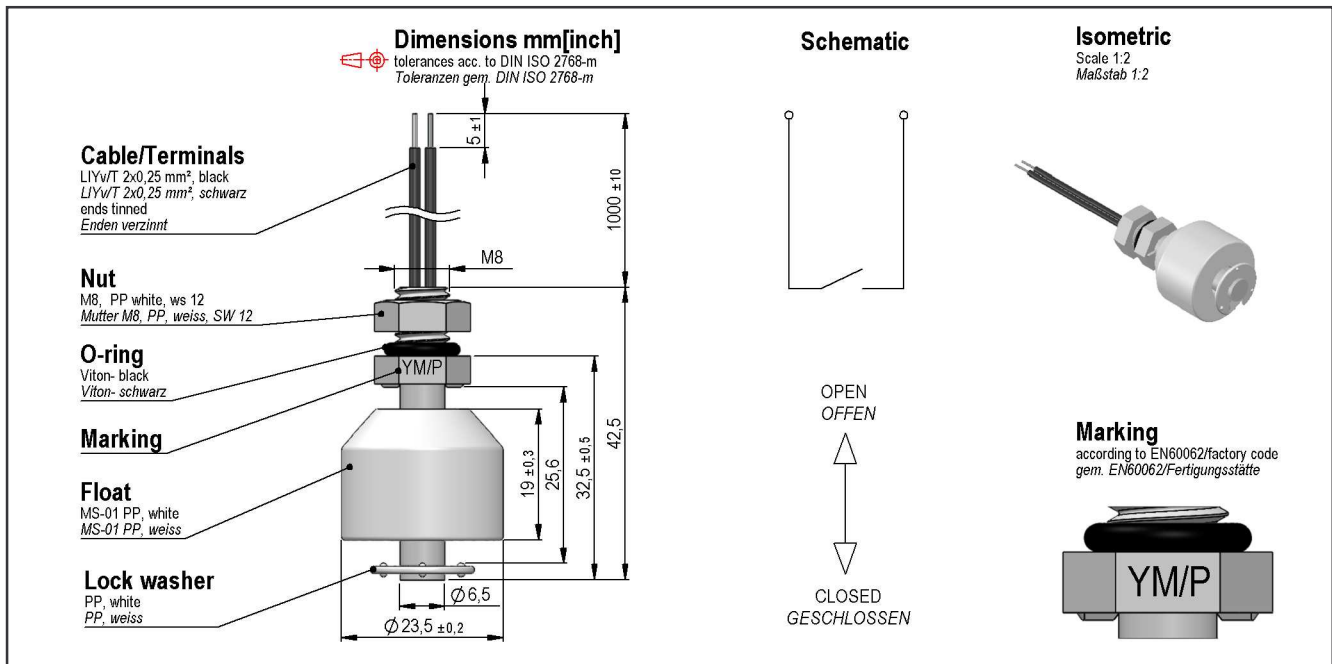 Dimensions mm[inch]
tolerances acc. to DIN ISO 2768-m
Toleranzen gem. DIN ISO 2768-m
Schematic
Isometric
Scale 1:2
Maßstab 1:2
Cable/Terminals
LIYv/T 2x0,25 mm², black
LIYv/T 2x0,25 mm², schwarz
ends tinned
Enden verzinnt
Nut
M8, PP white, ws 12
Mutter M8, PP, weiss, SW 12
O-ring
Viton- black
Viton- schwarz
Marking
Float
MS-01 PP, white
MS-01 PP, weiss
Lock washer
PP, white
PP, weiss
5 ±1
1000 ±10
M8
YM/P
19 ±0,3
25,6
32,5 ±0,5
42,5
Ø 6,5
Ø 23,5 ±0,2
OPEN
OFFEN
CLOSED
GESCHLOSSEN
Marking
according to EN60062/factory code
gem. EN60062/Fertigungsstätte
YM/P